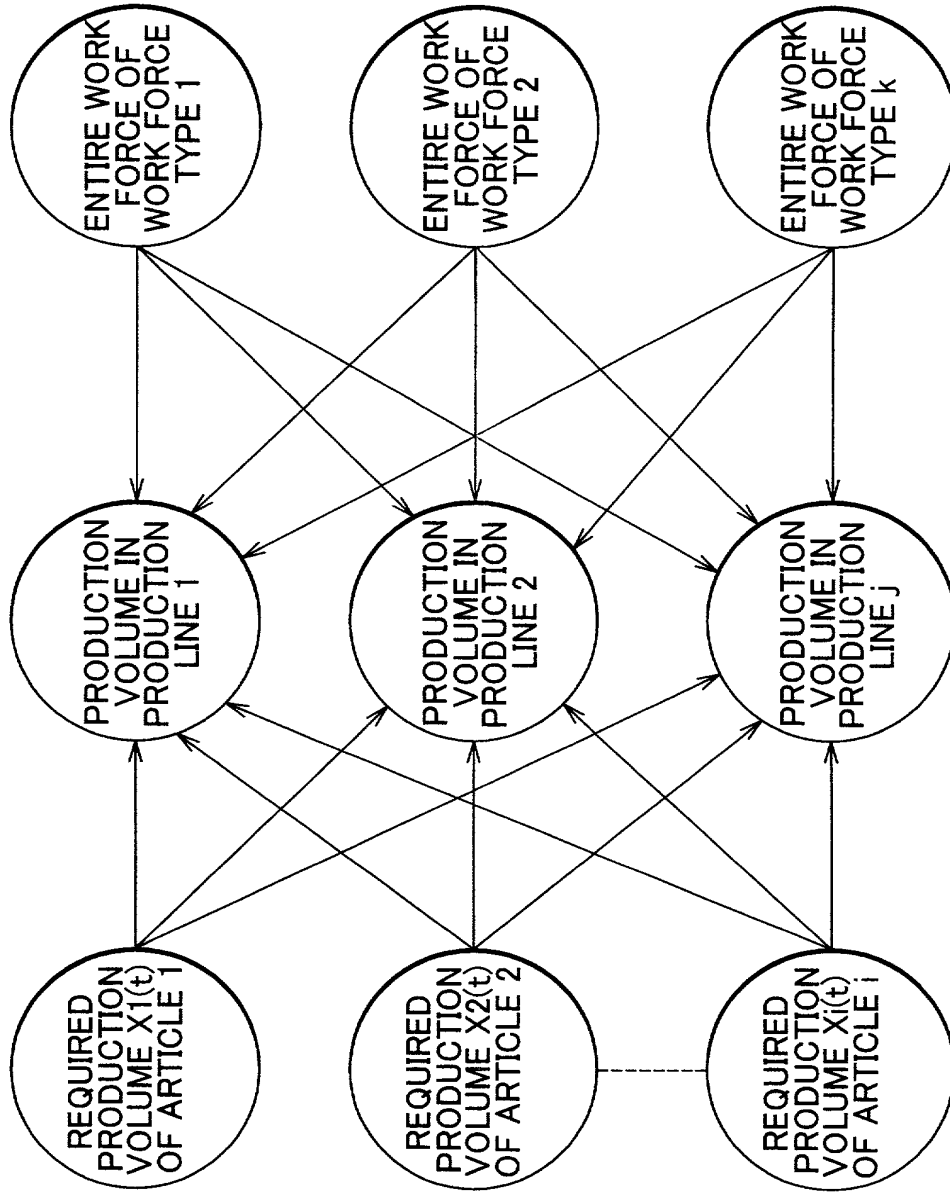 REQUIRED
PRODUCTION
VOLUME X1(t)
OF ARTICLE 1
PRODUCTION
VOLUME IN
PRODUCTION
LINE 1
ENTIRE WORK
FORCE OF
WORK FORCE
TYPE 1
REQUIRED
PRODUCTION
VOLUME X2(t)
OF ARTICLE 2
PRODUCTION
VOLUME IN
PRODUCTION
LINE 2
ENTIRE WORK
FORCE OF
WORK FORCE
TYPE 2
REQUIRED
PRODUCTION
VOLUME Xi(t)
OF ARTICLE i
PRODUCTION
VOLUME IN
PRODUCTION
LINE j
ENTIRE WORK
FORCE OF
WORK FORCE
TYPE k